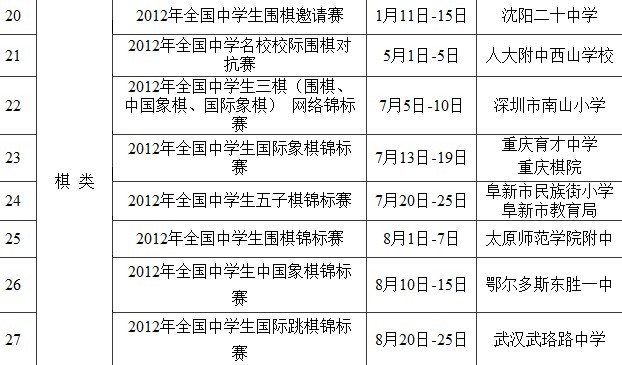 20 2012年全国中学生围棋邀请赛 1月11日-15日 沈阳二十中学
21 2012年全国中学名校校际围棋对 5月1日-5日 人大附中西山学校
抗赛
22 2012年全国中学生三棋（围棋、 7月5日-10日 深圳市南山小学
中国象棋、国际象棋） 网络锦标
赛
23 2012年全国中学生国际象棋锦标 7月13日-19日 重庆育才中学
赛 重庆棋院
棋 类
24 2012年全国中学生五子棋锦标赛 7月20日-25日 阜新市民族街小学
阜新市教育局
25 2012年全国中学生围棋锦标赛 8月1日-7日 太原师范学院附中
26 2012年全国中学生中国象棋锦标 8月10日-15日 鄂尔多斯东胜一中
赛
27 2012年全国中学生国际跳棋锦标 8月20日-25日 武汉武珞路中学
赛